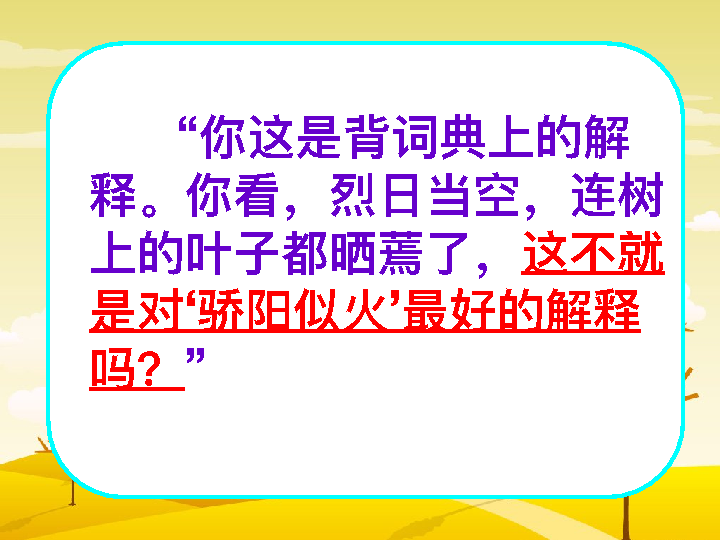 “你这是背词典上的解
释。你看，烈日当空，连树
上的叶子都晒蔫了，这不就
是对‘骄阳似火’最好的解释
吗？”